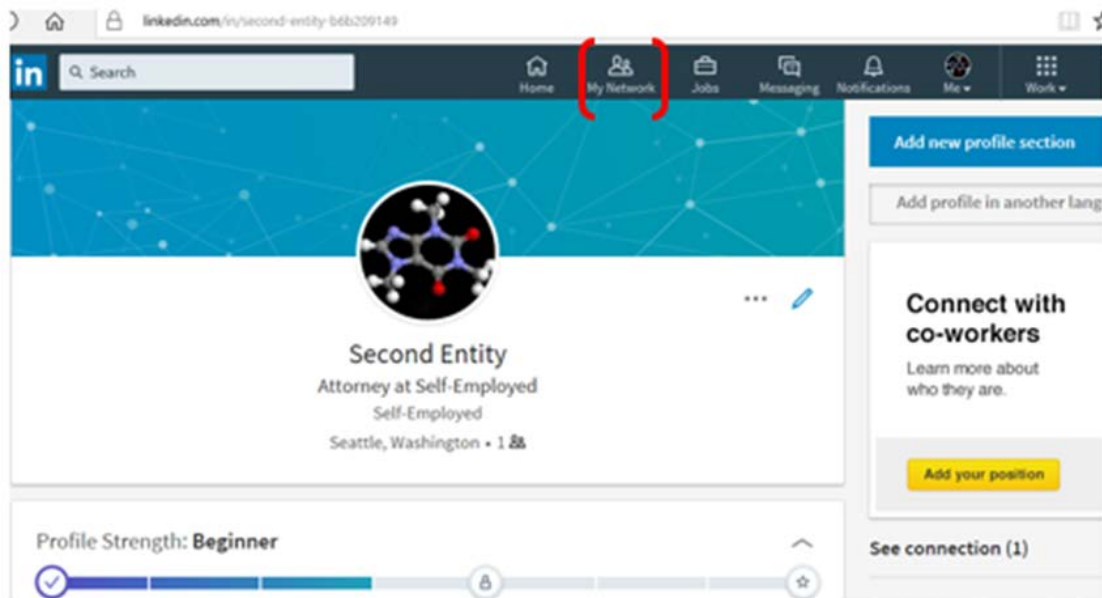 linkedin.com/in/second-entity-b6b209149
in Search Home My Network Jobs Messaging Notifications Me Work
Add new profile section
Add profile in another lang
Second Entity
Attorney at Self-Employed
Self-Employed
Seattle, Washington • 1
Connect with
co-workers
Learn more about
who they are.
Add your position
Profile Strength: Beginner
See connection (1)